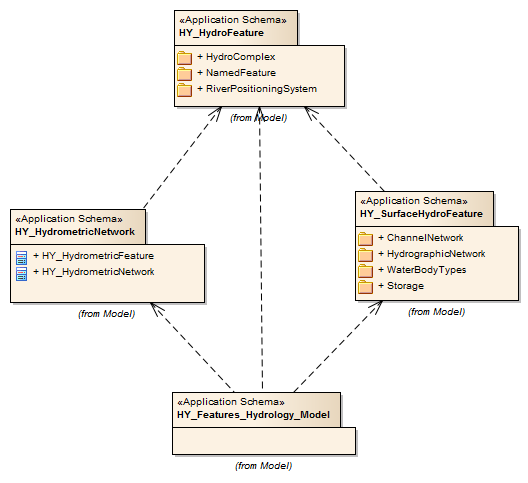 «Application Schema»
HY_HydroFeature
+ HydroComplex
+ NamedFeature
+ RiverPositioningSystem
(from Model)
«Application Schema»
HY_HydrometricNetwork
+ HY_HydrometricFeature
+ HY_HydrometricNetwork
(from Model)
«Application Schema»
HY_SurfaceHydroFeature
+ ChannelNetwork
+ HydrographicNetwork
+ WaterBodyTypes
+ Storage
(from Model)
«Application Schema»
HY_Features_Hydrology_Model
(from Model)